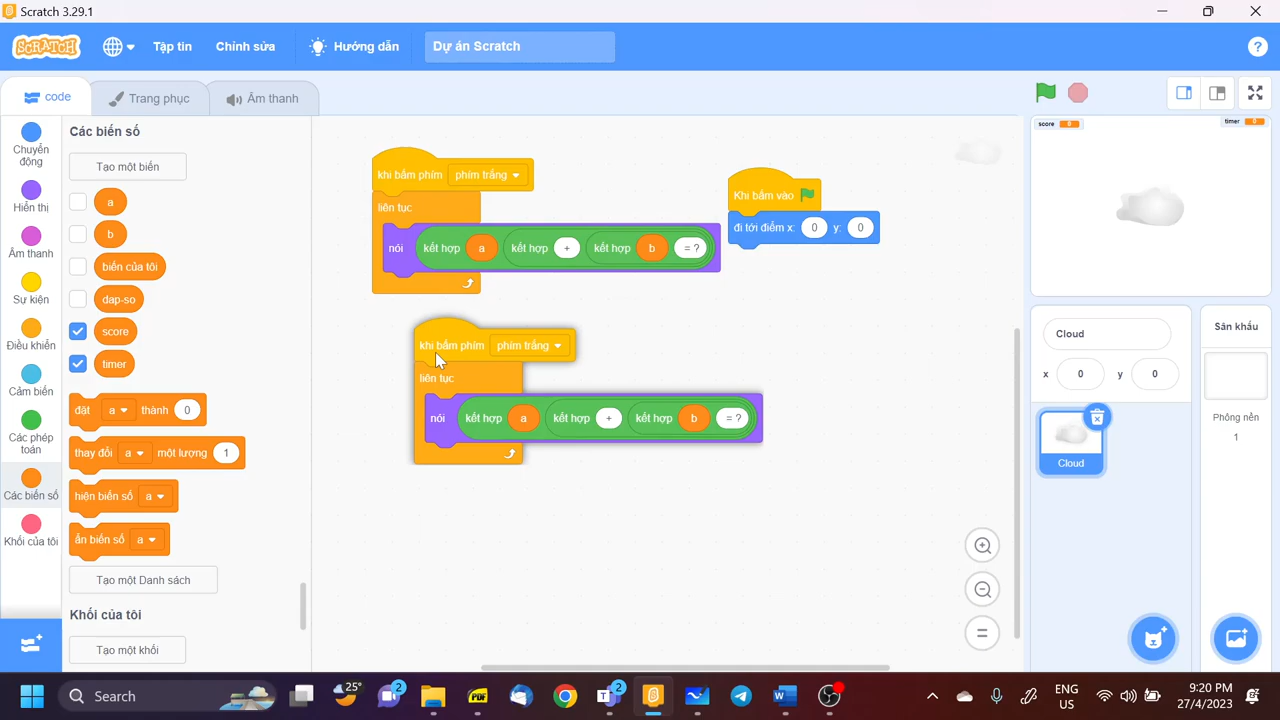 Scratch 3.29.1
SCRATCH
Tập tin
Chỉnh sửa
Hướng dẫn
Dự án Scratch
?
code
Trang phục
Âm thanh
Chuyển động
Hiển thị
Âm thanh
Sự kiện
Điều khiển
Cảm biến
Các phép toán
Các biến số
Khối của tôi
Các biến số
Tạo một biến
a
b
biến của tôi
dap-so
score
timer
đặt a thành 0
thay đổi a một lượng 1
hiện biến số a
ẩn biến số a
Tạo một Danh sách
Khối của tôi
Tạo một khối
khi bấm phím phím trắng
liên tục
nói kết hợp a kết hợp + kết hợp b = ?
Khi bấm vào
đi tới điểm x: 0 y: 0
khi bấm phím phím trắng
liên tục
nói kết hợp a kết hợp + kết hợp b = ?
score 0
timer 0
Cloud
x 0 y 0
Cloud
Sân khấu
Phông nền
1
Search
25°
2
PDF
2
ENG
US
9:20 PM
27/4/2023